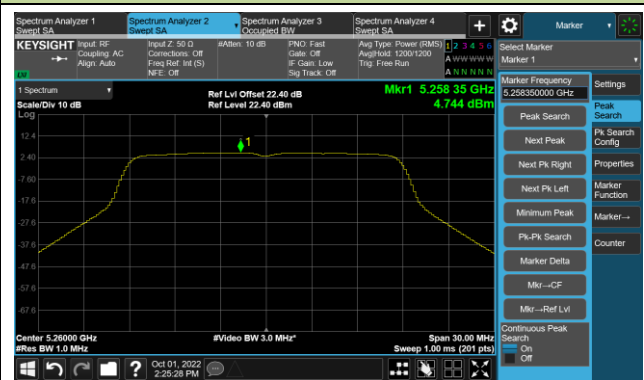 Spectrum Analyzer 1
Swept SA
Spectrum Analyzer 2
Swept SA
Spectrum Analyzer 3
Occupied BW
Spectrum Analyzer 4
Swept SA
+
Marker
KEYSIGHT
Input: RF
Coupling: AC
Align: Auto
Input Z: 50 Ω
Corrections: Off
Freq Ref: Int (S)
NFE: Off
#Atten: 10 dB
PNO: Fast
Gate: Off
IF Gain: Low
Sig Track: Off
Avg Type: Power (RMS)
Avg|Hold: 1200/1200
Trig: Free Run
1 2 3 4 5 6
A W W W W W
A N N N N N
Select Marker
Marker 1
1 Spectrum
Scale/Div 10 dB
Log
Ref Lvl Offset 22.40 dB
Ref Level 22.40 dBm
Mkr1 5.258 35 GHz
4.744 dBm
1
12.4
2.40
-7.60
-17.6
-27.6
-37.6
-47.6
-57.6
-67.6
Center 5.26000 GHz
#Res BW 1.0 MHz
#Video BW 3.0 MHz*
Span 30.00 MHz
Sweep 1.00 ms (201 pts)
Marker Frequency
5.258350000 GHz
Peak Search
Next Peak
Next Pk Right
Next Pk Left
Minimum Peak
Pk-Pk Search
Marker Delta
Mkr→CF
Mkr→Ref Lvl
Continuous Peak
Search
On
Off
Settings
Peak
Search
Pk Search
Config
Properties
Marker
Function
Marker→
Counter
?
Oct 01, 2022
2:25:28 PM